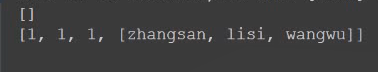 []
[1, 1, 1, [zhangsan, lisi, wangwu]]